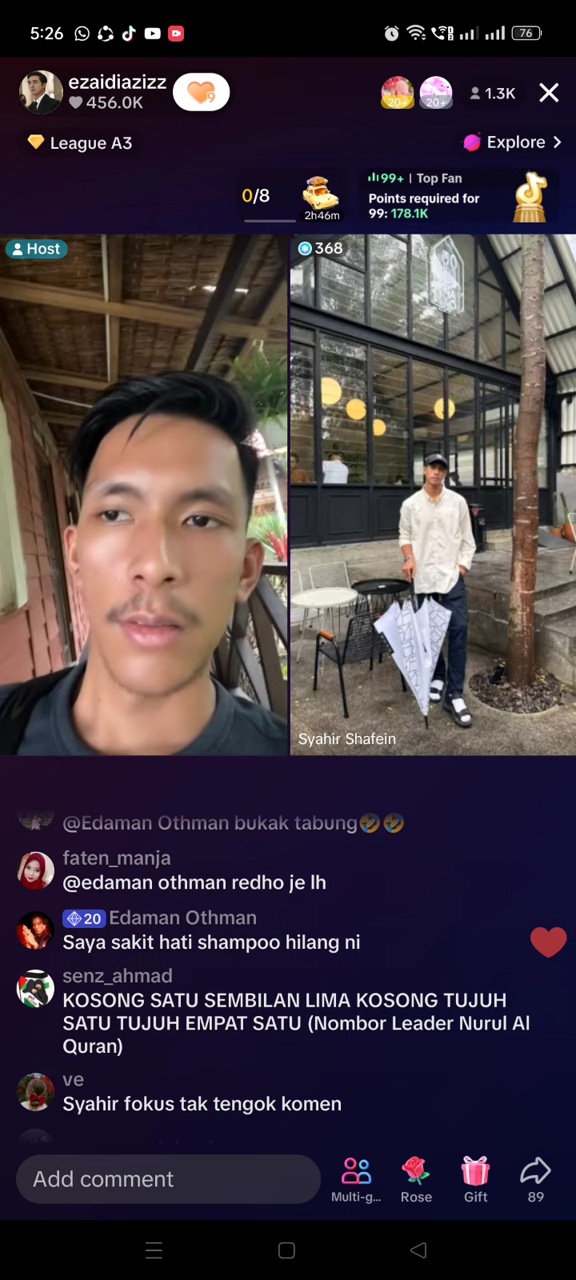 5:26
76
ezaidiazizz
456.0K
9
20+
20+
1.3K
League A3
Explore
0/8
2h46m
99+ | Top Fan
Points required for
99: 178.1K
Host
368
Syahir Shafein
@Edaman Othman bukak tabung🤣🤣
faten_manja
@edaman othman redho je lh
20 Edaman Othman
Saya sakit hati shampoo hilang ni
senz_ahmad
KOSONG SATU SEMBILAN LIMA KOSONG TUJUH
SATU TUJUH EMPAT SATU (Nombor Leader Nurul Al
Quran)
ve
Syahir fokus tak tengok komen
Add comment
Multi-g...
Rose
Gift
89